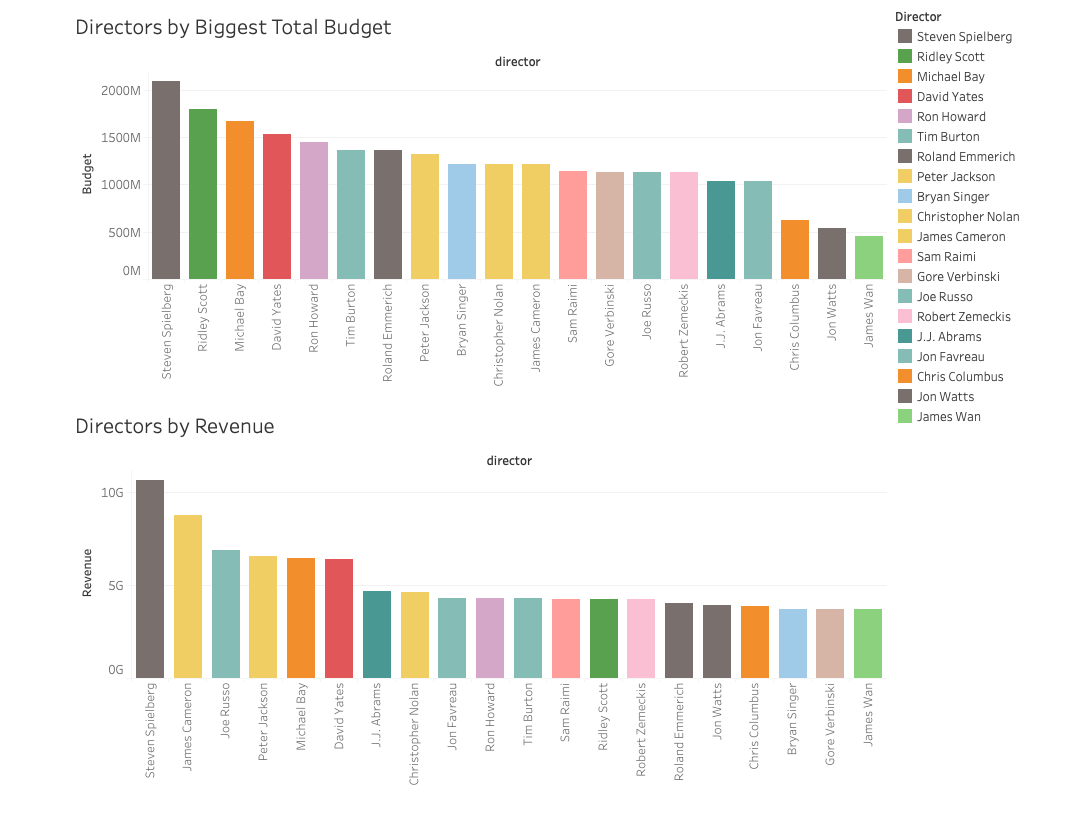 Directors by Biggest Total Budget
director
Budget
2000M
1500M
1000M
500M
0M
Steven Spielberg
Ridley Scott
Michael Bay
David Yates
Ron Howard
Tim Burton
Roland Emmerich
Peter Jackson
Bryan Singer
Christopher Nolan
James Cameron
Sam Raimi
Gore Verbinski
Joe Russo
Robert Zemeckis
J.J. Abrams
Jon Favreau
Chris Columbus
Jon Watts
James Wan
Director
Steven Spielberg
Ridley Scott
Michael Bay
David Yates
Ron Howard
Tim Burton
Roland Emmerich
Peter Jackson
Bryan Singer
Christopher Nolan
James Cameron
Sam Raimi
Gore Verbinski
Joe Russo
Robert Zemeckis
J.J. Abrams
Jon Favreau
Chris Columbus
Jon Watts
James Wan
Directors by Revenue
director
Revenue
10G
5G
0G
Steven Spielberg
James Cameron
Joe Russo
Peter Jackson
Michael Bay
David Yates
J.J. Abrams
Christopher Nolan
Jon Favreau
Ron Howard
Tim Burton
Sam Raimi
Ridley Scott
Robert Zemeckis
Roland Emmerich
Jon Watts
Chris Columbus
Bryan Singer
Gore Verbinski
James Wan